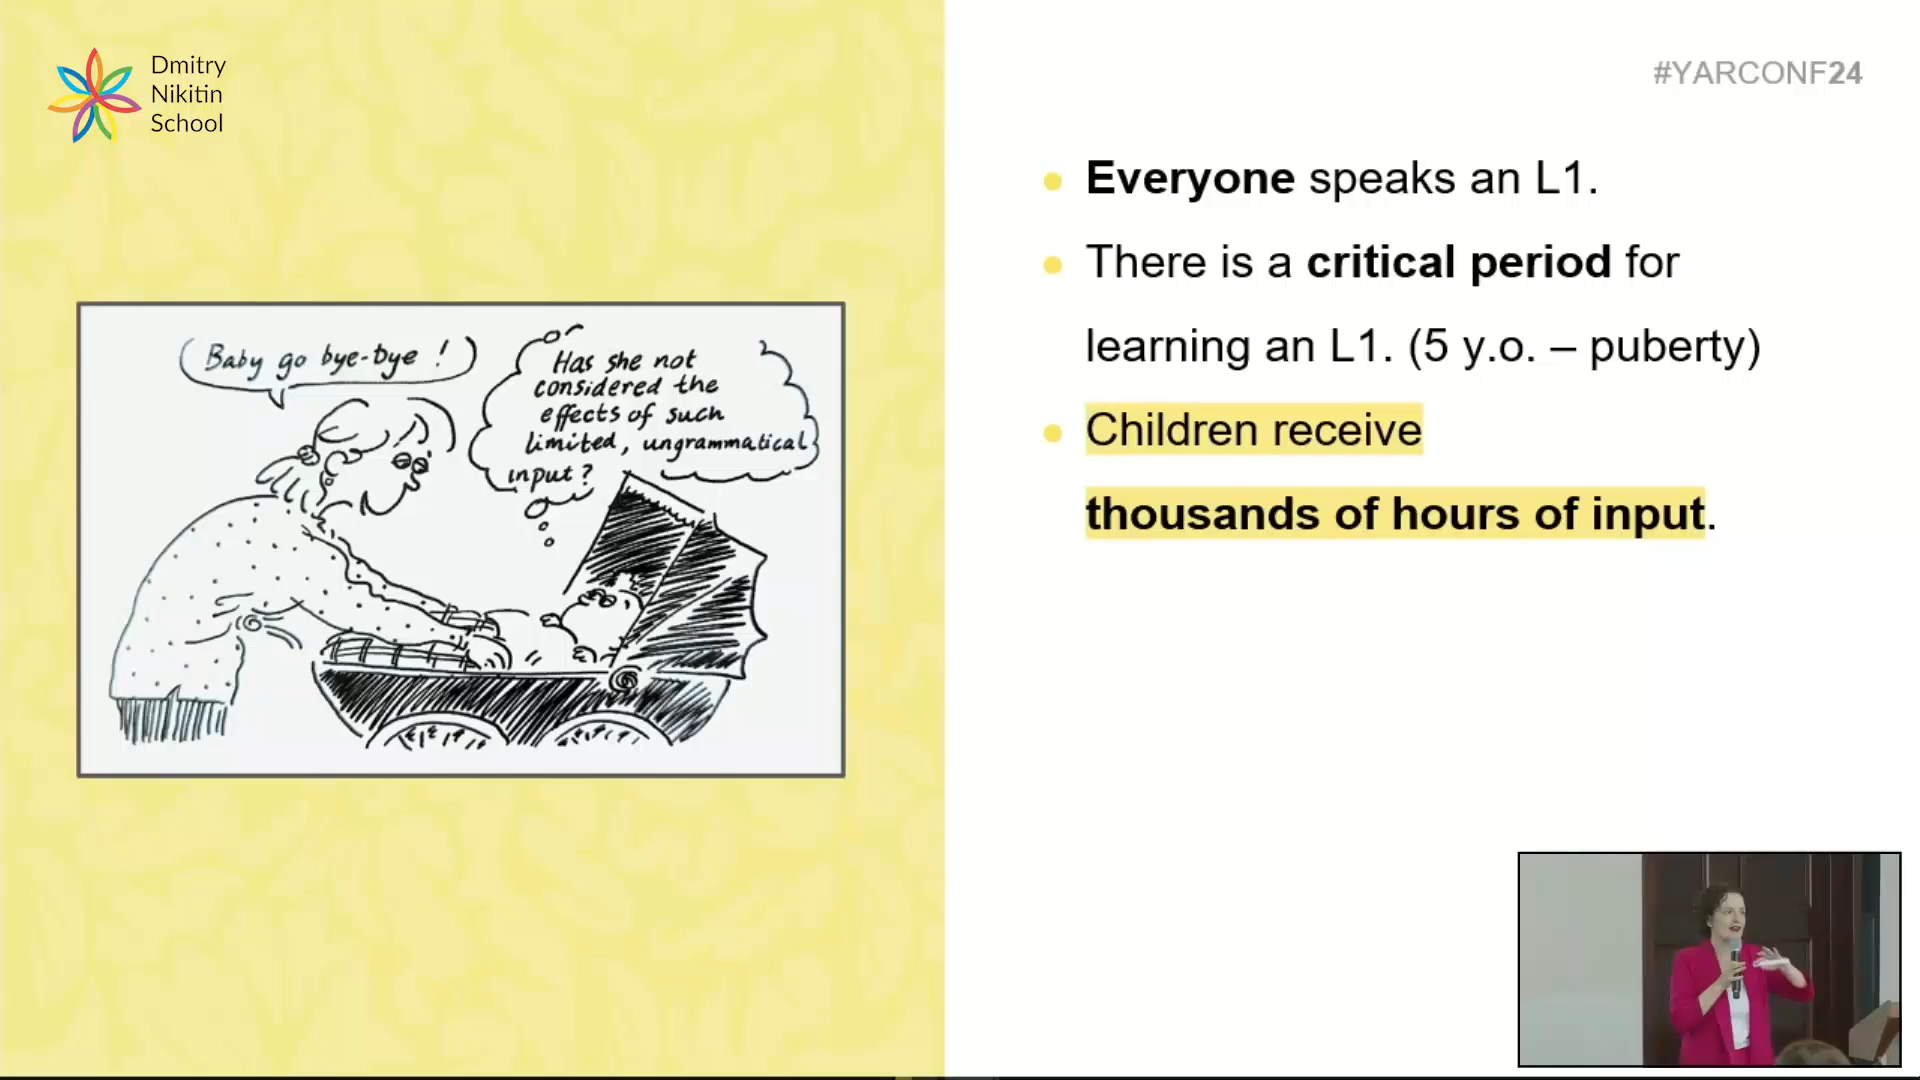 Dmitry
Nikitin
School
#YARCONF24
Baby go bye-bye !
Has she not
considered the
effects of such
limited, ungrammatical
input?
Everyone speaks an L1.
There is a critical period for
learning an L1. (5 y.o. – puberty)
Children receive
thousands of hours of input.